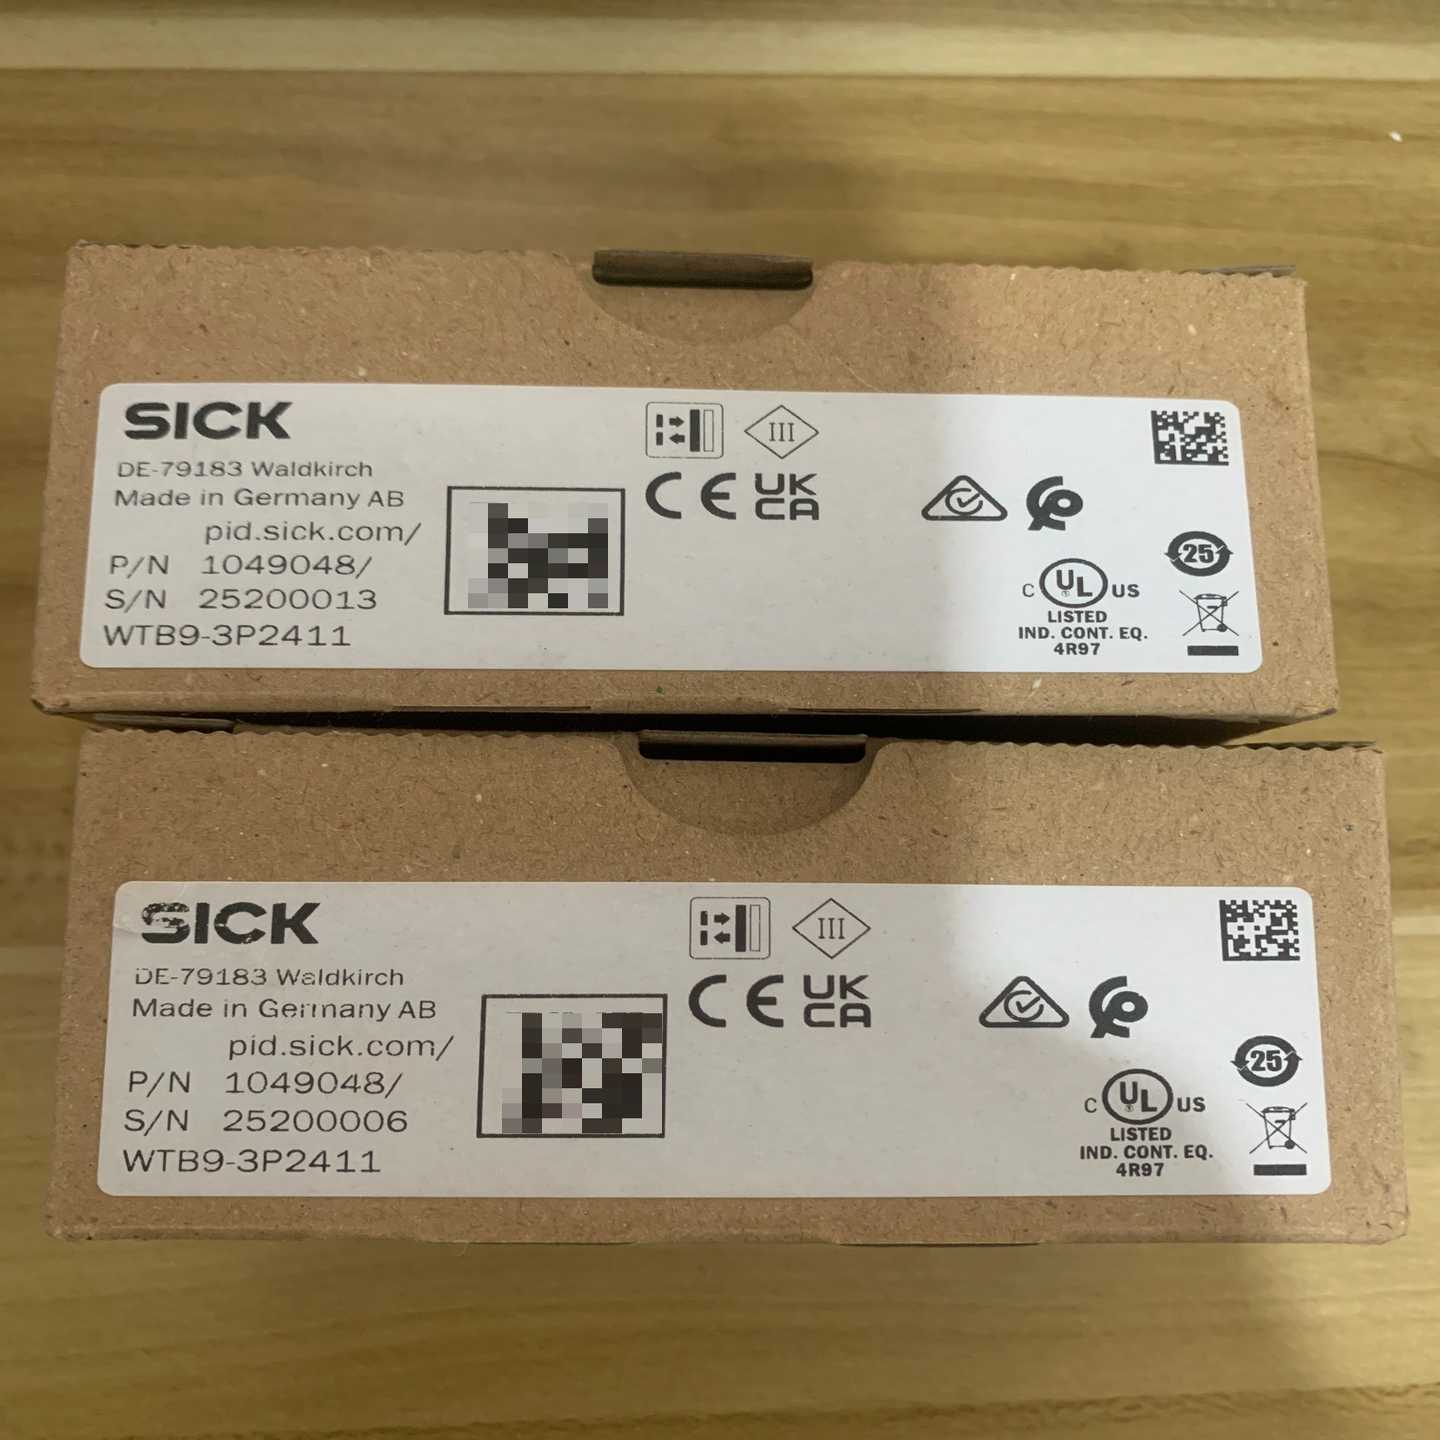 SICK
DE-79183 Waldkirch
Made in Germany AB
pid.sick.com/
P/N 1049048/
S/N 25200013
WTB9-3P2411
III
CE UK CA
25
C UL US
LISTED
IND. CONT. EQ.
4R97
SICK
DE-79183 Waldkirch
Made in Germany AB
pid.sick.com/
P/N 1049048/
S/N 25200006
WTB9-3P2411
III
CE UK CA
25
C UL US
LISTED
IND. CONT. EQ.
4R97